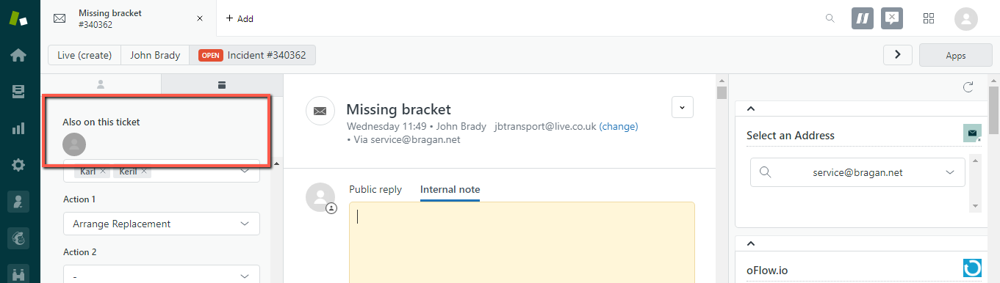 Missing bracket
#340362
+ Add
Live (create)
John Brady
OPEN Incident #340362
Apps
Also on this ticket
Karl
Keril
Action 1
Arrange Replacement
Action 2
-
Missing bracket
Wednesday 11:49 • John Brady jbtransport@live.co.uk (change)
• Via service@bragan.net
Public reply
Internal note
Select an Address
service@bragan.net
oFlow.io